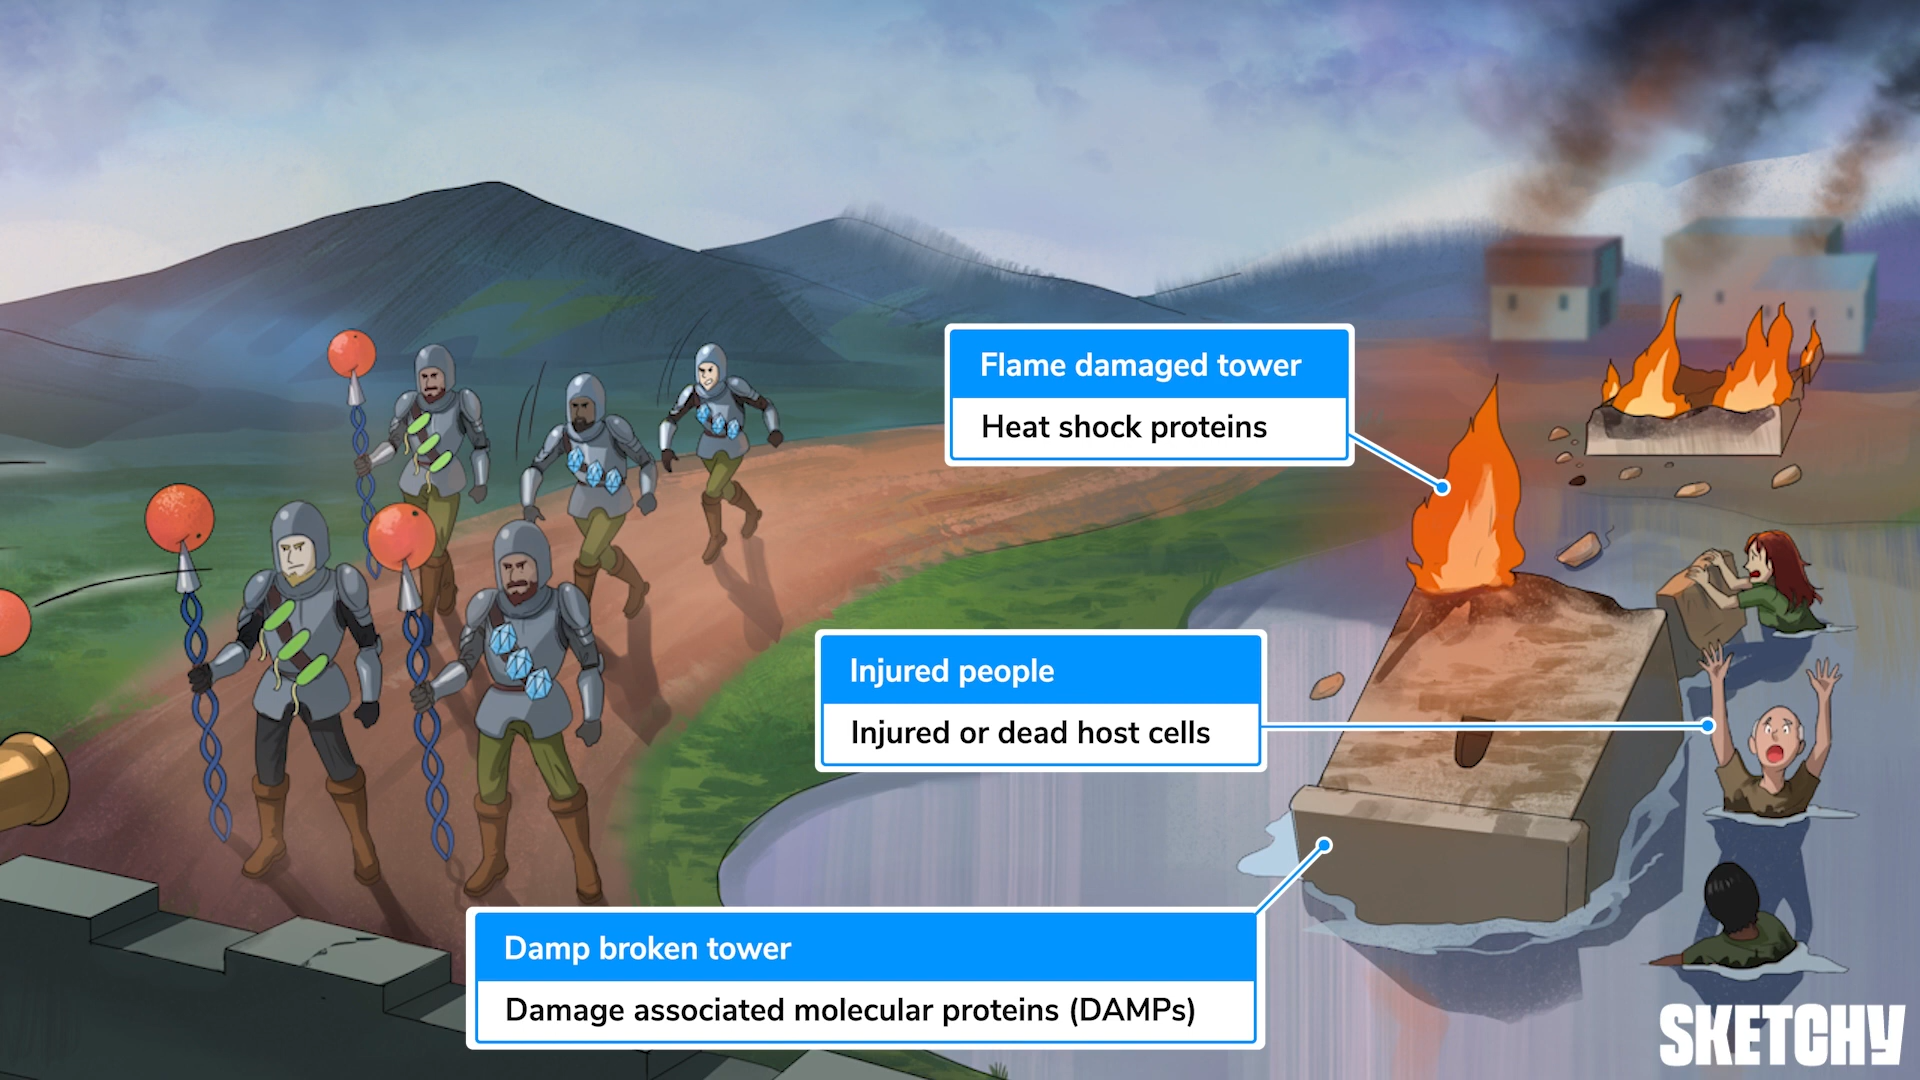 Flame damaged tower
Heat shock proteins
Injured people
Injured or dead host cells
Damp broken tower
Damage associated molecular proteins (DAMPs)
SKETCHY